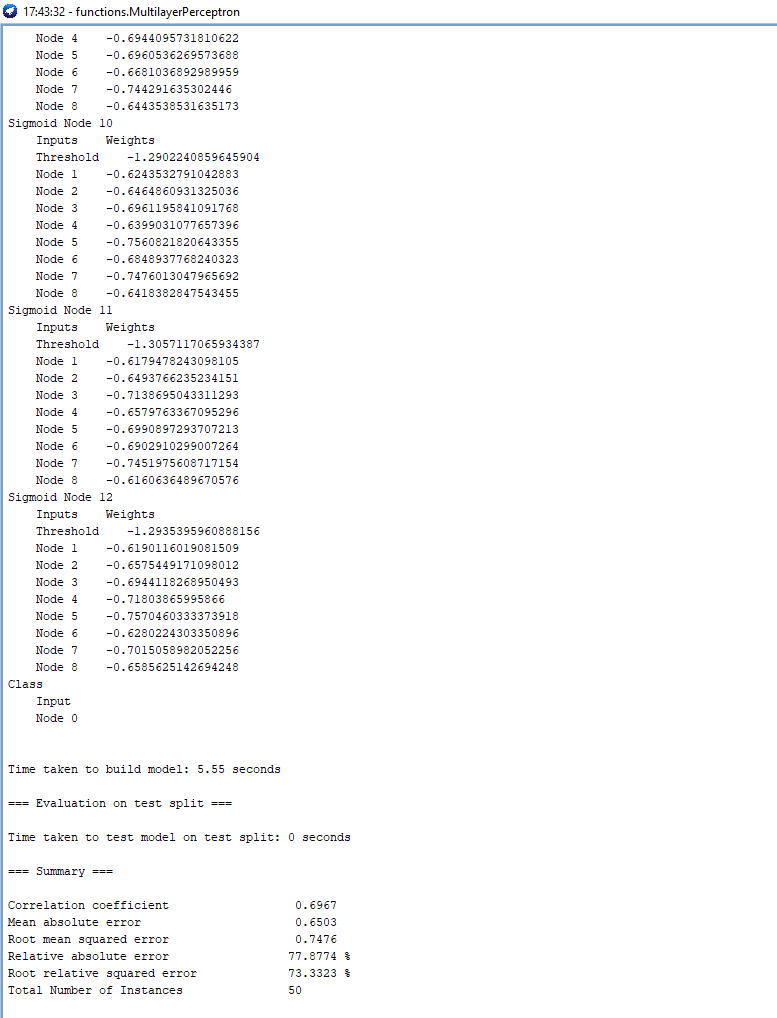 17:43:32 - functions.MultilayerPerceptron
Node 4 -0.6944095731810622
Node 5 -0.6960536269573688
Node 6 -0.6681036892989959
Node 7 -0.744291635302446
Node 8 -0.6443538531635173
Sigmoid Node 10
Inputs Weights
Threshold -1.2902240859645904
Node 1 -0.6243532791042883
Node 2 -0.6464860931325036
Node 3 -0.6961195841091768
Node 4 -0.6399031077657396
Node 5 -0.7560821820643355
Node 6 -0.6848937768240323
Node 7 -0.7476013047965692
Node 8 -0.6418382847543455
Sigmoid Node 11
Inputs Weights
Threshold -1.3057117065934387
Node 1 -0.6179478243098105
Node 2 -0.6493766235234151
Node 3 -0.7138695043311293
Node 4 -0.6579763367095296
Node 5 -0.6990897293707213
Node 6 -0.6902910299007264
Node 7 -0.7451975608717154
Node 8 -0.6160636489670576
Sigmoid Node 12
Inputs Weights
Threshold -1.2935395960888156
Node 1 -0.6190116019081509
Node 2 -0.6575449171098012
Node 3 -0.6944118268950493
Node 4 -0.71803865995866
Node 5 -0.7570460333373918
Node 6 -0.6280224303350896
Node 7 -0.7015058982052256
Node 8 -0.6585625142694248
Class
Input
Node 0
Time taken to build model: 5.55 seconds
=== Evaluation on test split ===
Time taken to test model on test split: 0 seconds
=== Summary ===
Correlation coefficient 0.6967
Mean absolute error 0.6503
Root mean squared error 0.7476
Relative absolute error 77.8774 %
Root relative squared error 73.3323 %
Total Number of Instances 50